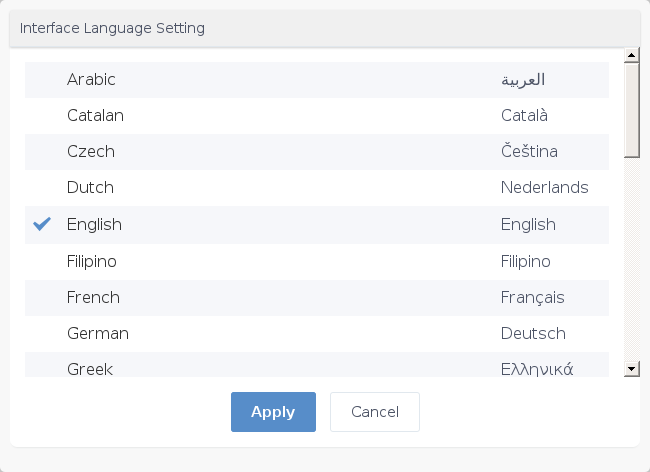 Interface Language Setting
Arabic العربية
Catalan Català
Czech Čeština
Dutch Nederlands
English English
Filipino Filipino
French Français
German Deutsch
Greek Ελληνικά
Apply Cancel